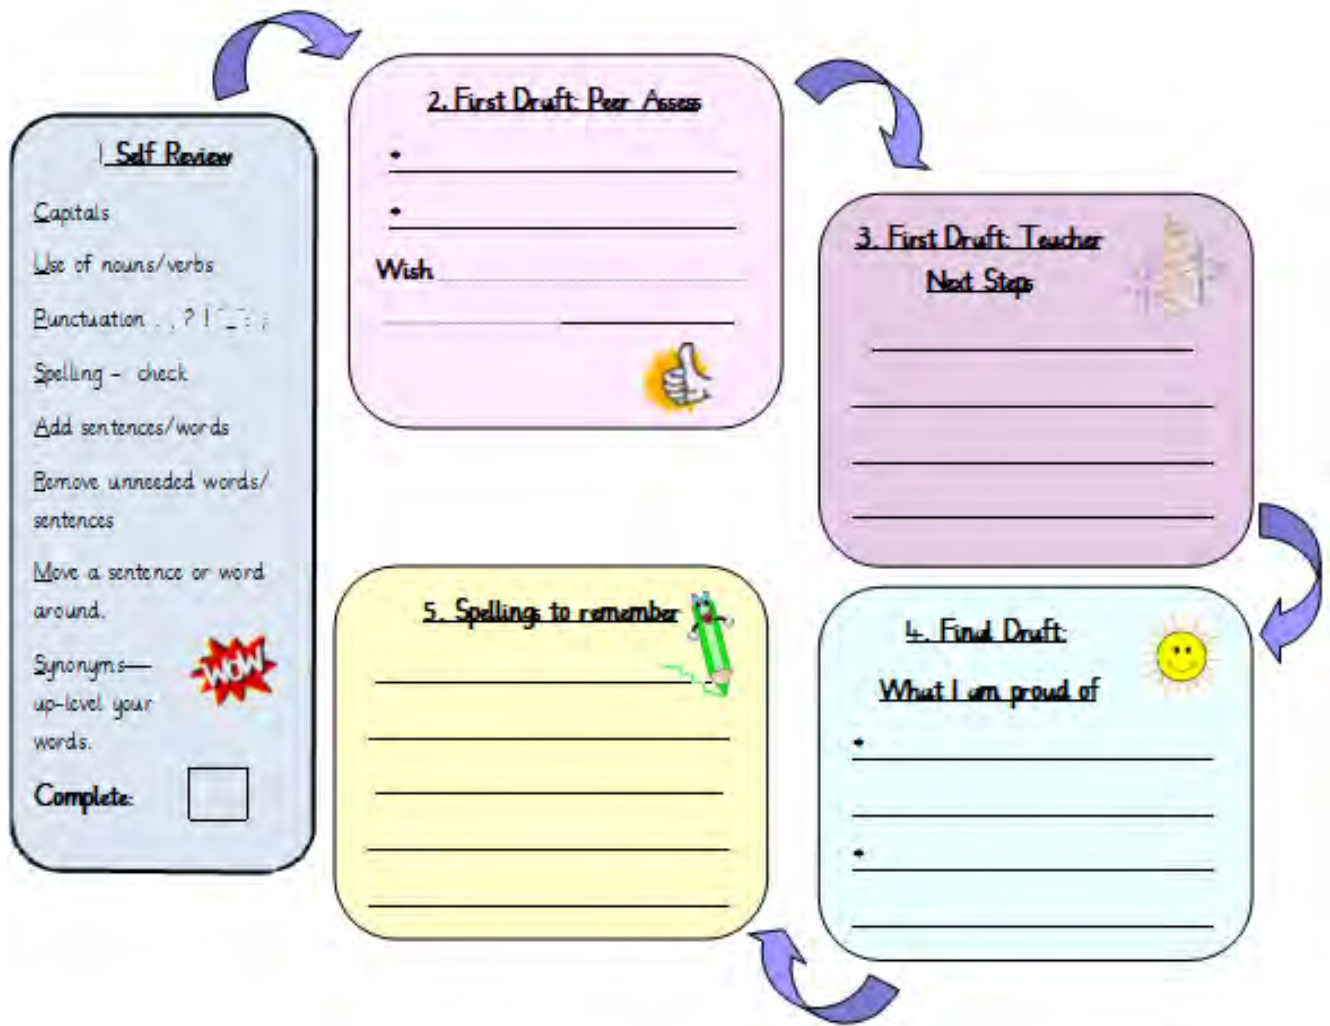 1 Self Review
Capitals
Use of nouns/verbs
Punctuation . , ? !
Spelling - check
Add sentences/words
Remove unneeded words/
sentences
Move a sentence or word
around.
Synonyms—
up-level your
words.
WOW
Complete:
2. First Draft: Peer Assess
Wish
3. First Draft: Teacher
Next Steps
4. Final Draft:
What I am proud of
5. Spellings to remember